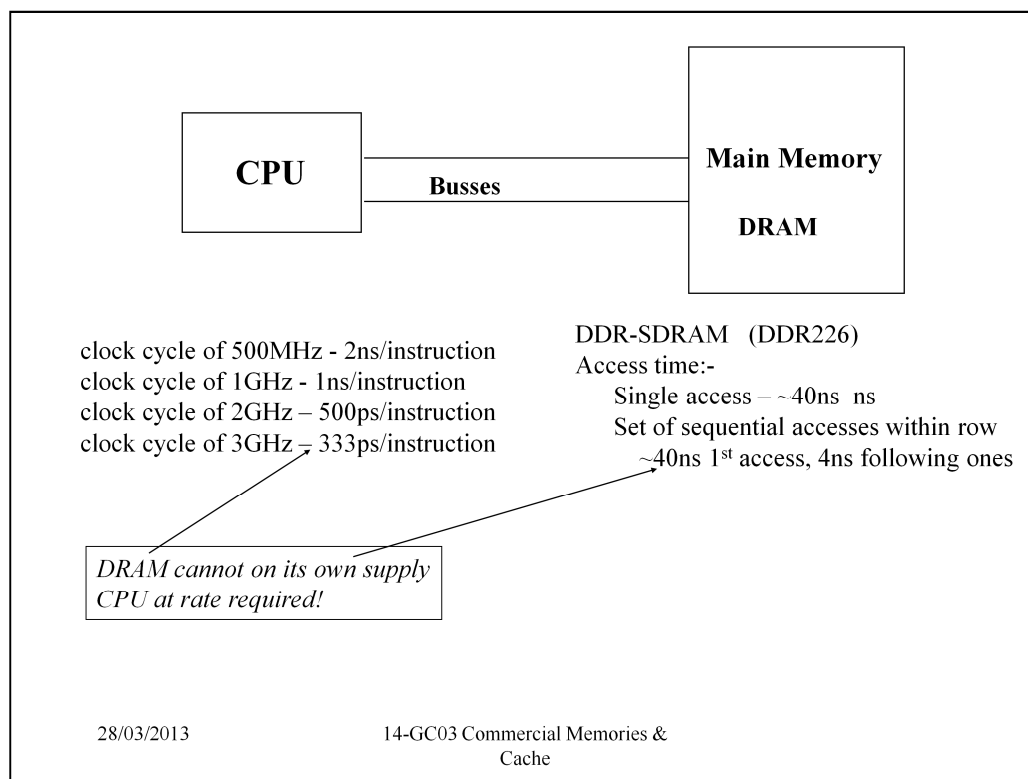 CPU
Busses
Main Memory
DRAM
clock cycle of 500MHz - 2ns/instruction
clock cycle of 1GHz - 1ns/instruction
clock cycle of 2GHz – 500ps/instruction
clock cycle of 3GHz – 333ps/instruction
DDR-SDRAM (DDR226)
Access time:-
Single access – ~40ns ns
Set of sequential accesses within row
~40ns 1st access, 4ns following ones
DRAM cannot on its own supply
CPU at rate required!
28/03/2013
14-GC03 Commercial Memories &
Cache